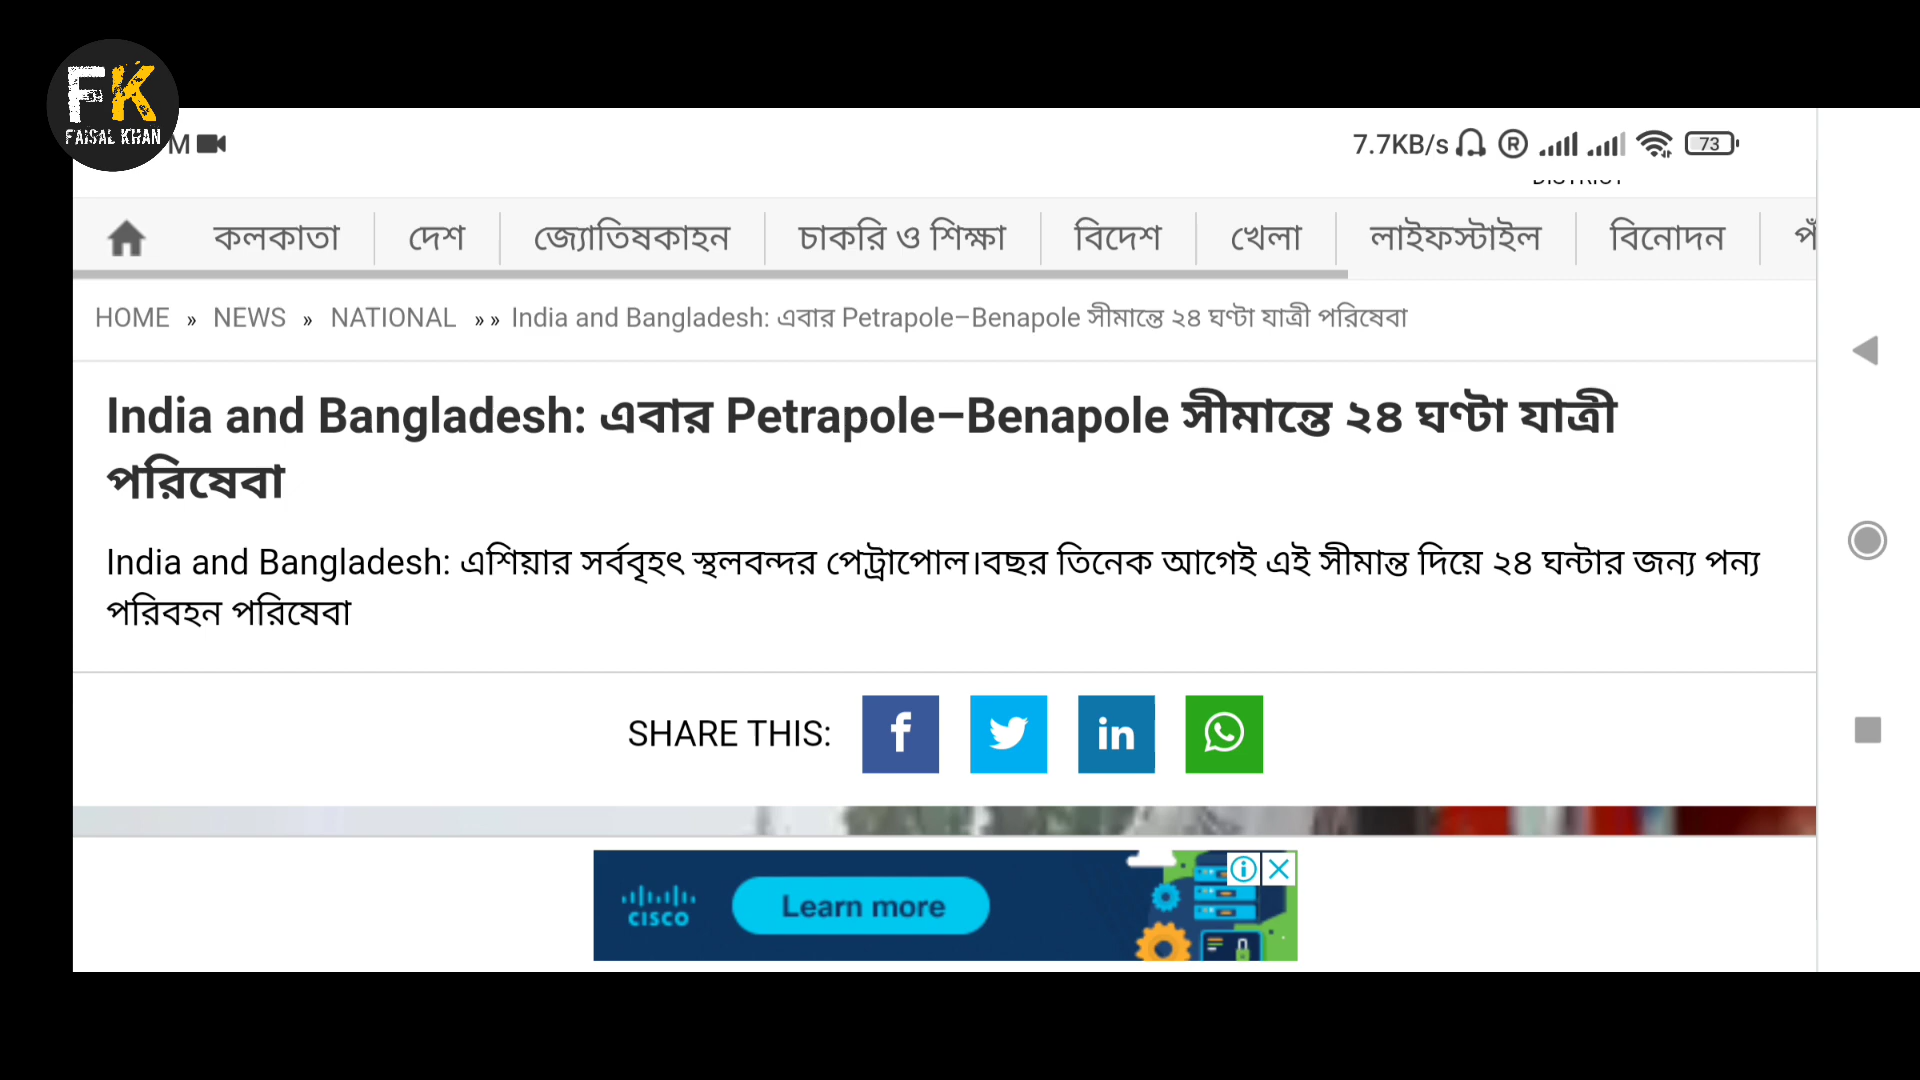 FK
FAISAL KHAN
M
7.7KB/s
R
73
কলকাতা
দেশ
জ্যোতিষকাহন
চাকরি ও শিক্ষা
বিদেশ
খেলা
লাইফস্টাইল
বিনোদন
HOME » NEWS » NATIONAL » » India and Bangladesh: এবার Petrapole–Benapole সীমান্তে ২৪ ঘণ্টা যাত্রী পরিষেবা
India and Bangladesh: এবার Petrapole–Benapole সীমান্তে ২৪ ঘণ্টা যাত্রী
পরিষেবা
India and Bangladesh: এশিয়ার সর্ববৃহৎ স্থলবন্দর পেট্রাপোল।বছর তিনেক আগেই এই সীমান্ত দিয়ে ২৪ ঘন্টার জন্য পন্য
পরিবহন পরিষেবা
SHARE THIS:
CISCO
Learn more